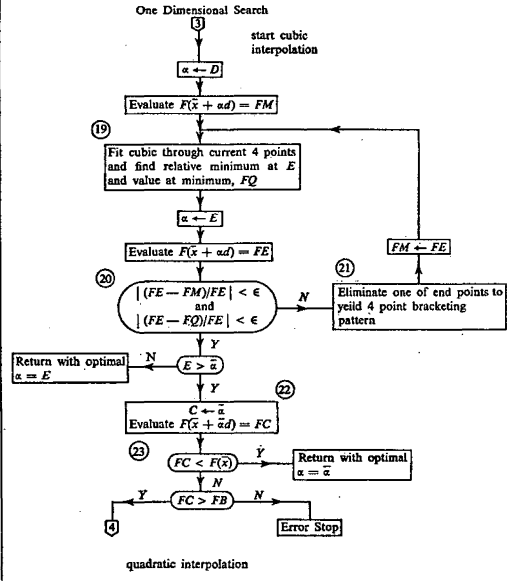 One Dimensional Search
3
start cubic
interpolation
α ← D
Evaluate F(x̄ + αd) = FM
19
Fit cubic through current 4 points
and find relative minimum at E
and value at minimum, FQ
α ← E
FM ← FE
Evaluate F(x̄ + αd) = FE
20
21
| (FE — FM)/FE | < ϵ
and
| (FE — FQ)/FE | < ϵ
N
Eliminate one of end points to
yeild 4 point bracketing
pattern
Y
Return with optimal
α = E
N
E > ᾱ
Y
22
C ← ᾱ
Evaluate F(x̄ + ᾱd) = FC
23
FC < F(x̄)
Y
Return with optimal
α = ᾱ
N
Y
FC > FB
N
4
Error Stop
quadratic interpolation